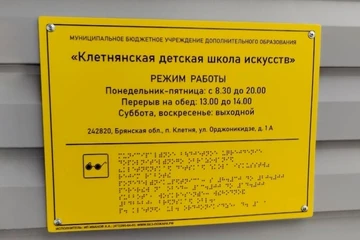 МУНИЦИПАЛЬНОЕ БЮДЖЕТНОЕ УЧРЕЖДЕНИЕ ДОПОЛНИТЕЛЬНОГО ОБРАЗОВАНИЯ
«Клетнянская детская школа искусств»
РЕЖИМ РАБОТЫ
Понедельник-пятница: с 8.30 до 20.00
Перерыв на обед: 13.00 до 14.00
Суббота, воскресенье: выходной
242820, Брянская обл., п. Клетня, ул. Орджоникидзе, д. 1 А